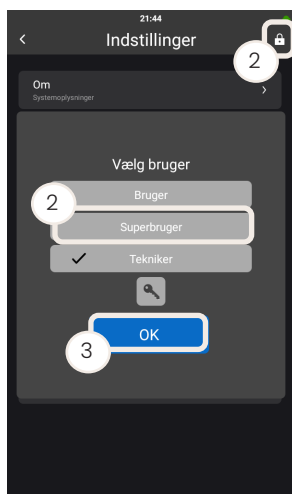 21:44
Indstillinger
2
Om
Systemoplysninger
Vælg bruger
Bruger
2
Superbruger
Tekniker
OK
3